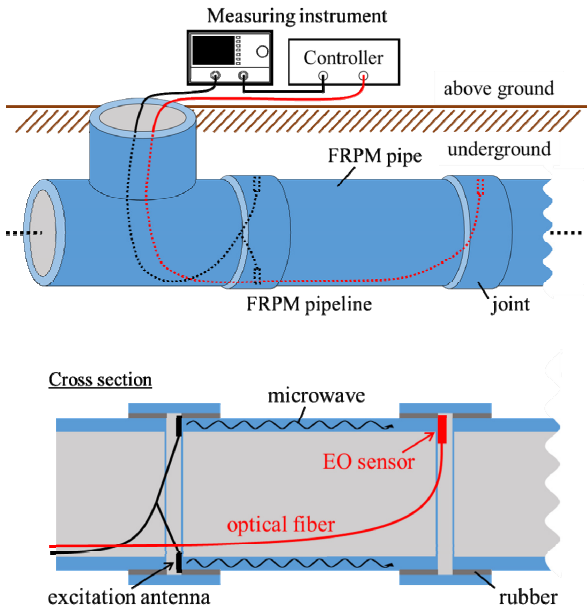 Measuring instrument
Controller
above ground
underground
FRPM pipe
FRPM pipeline
joint
Cross section
microwave
EO sensor
optical fiber
excitation antenna
rubber